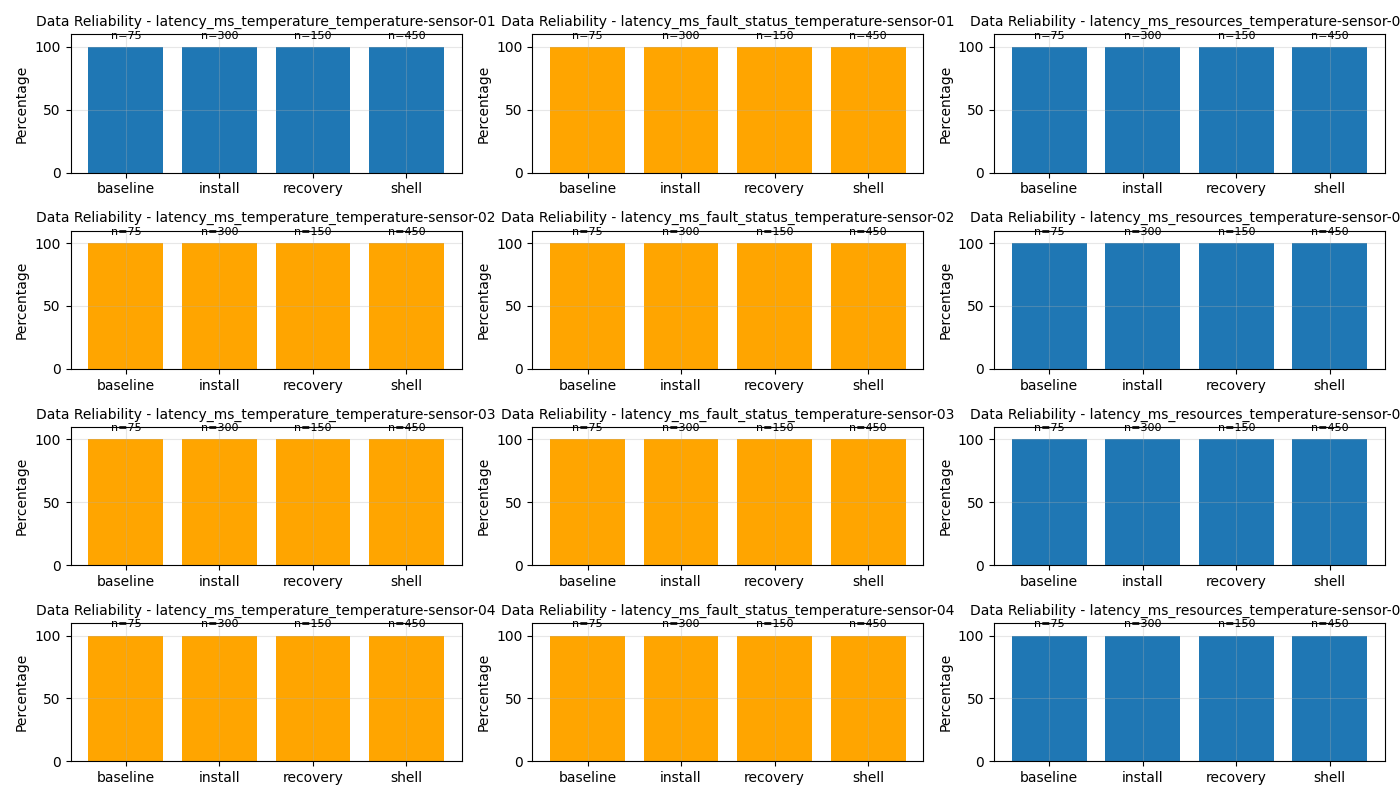 Data Reliability - latency_ms_temperature_temperature-sensor-01
n=75 n=300 n=150 n=450
100
50
0
Percentage
baseline install recovery shell
Data Reliability - latency_ms_fault_status_temperature-sensor-01
n=75 n=300 n=150 n=450
100
50
0
Percentage
baseline install recovery shell
Data Reliability - latency_ms_resources_temperature-sensor-0
n=75 n=300 n=150 n=450
100
50
0
Percentage
baseline install recovery shell
Data Reliability - latency_ms_temperature_temperature-sensor-02
n=75 n=300 n=150 n=450
100
50
0
Percentage
baseline install recovery shell
Data Reliability - latency_ms_fault_status_temperature-sensor-02
n=75 n=300 n=150 n=450
100
50
0
Percentage
baseline install recovery shell
Data Reliability - latency_ms_resources_temperature-sensor-0
n=75 n=300 n=150 n=450
100
50
0
Percentage
baseline install recovery shell
Data Reliability - latency_ms_temperature_temperature-sensor-03
n=75 n=300 n=150 n=450
100
50
0
Percentage
baseline install recovery shell
Data Reliability - latency_ms_fault_status_temperature-sensor-03
n=75 n=300 n=150 n=450
100
50
0
Percentage
baseline install recovery shell
Data Reliability - latency_ms_resources_temperature-sensor-0
n=75 n=300 n=150 n=450
100
50
0
Percentage
baseline install recovery shell
Data Reliability - latency_ms_temperature_temperature-sensor-04
n=75 n=300 n=150 n=450
100
50
0
Percentage
baseline install recovery shell
Data Reliability - latency_ms_fault_status_temperature-sensor-04
n=75 n=300 n=150 n=450
100
50
0
Percentage
baseline install recovery shell
Data Reliability - latency_ms_resources_temperature-sensor-0
n=75 n=300 n=150 n=450
100
50
0
Percentage
baseline install recovery shell